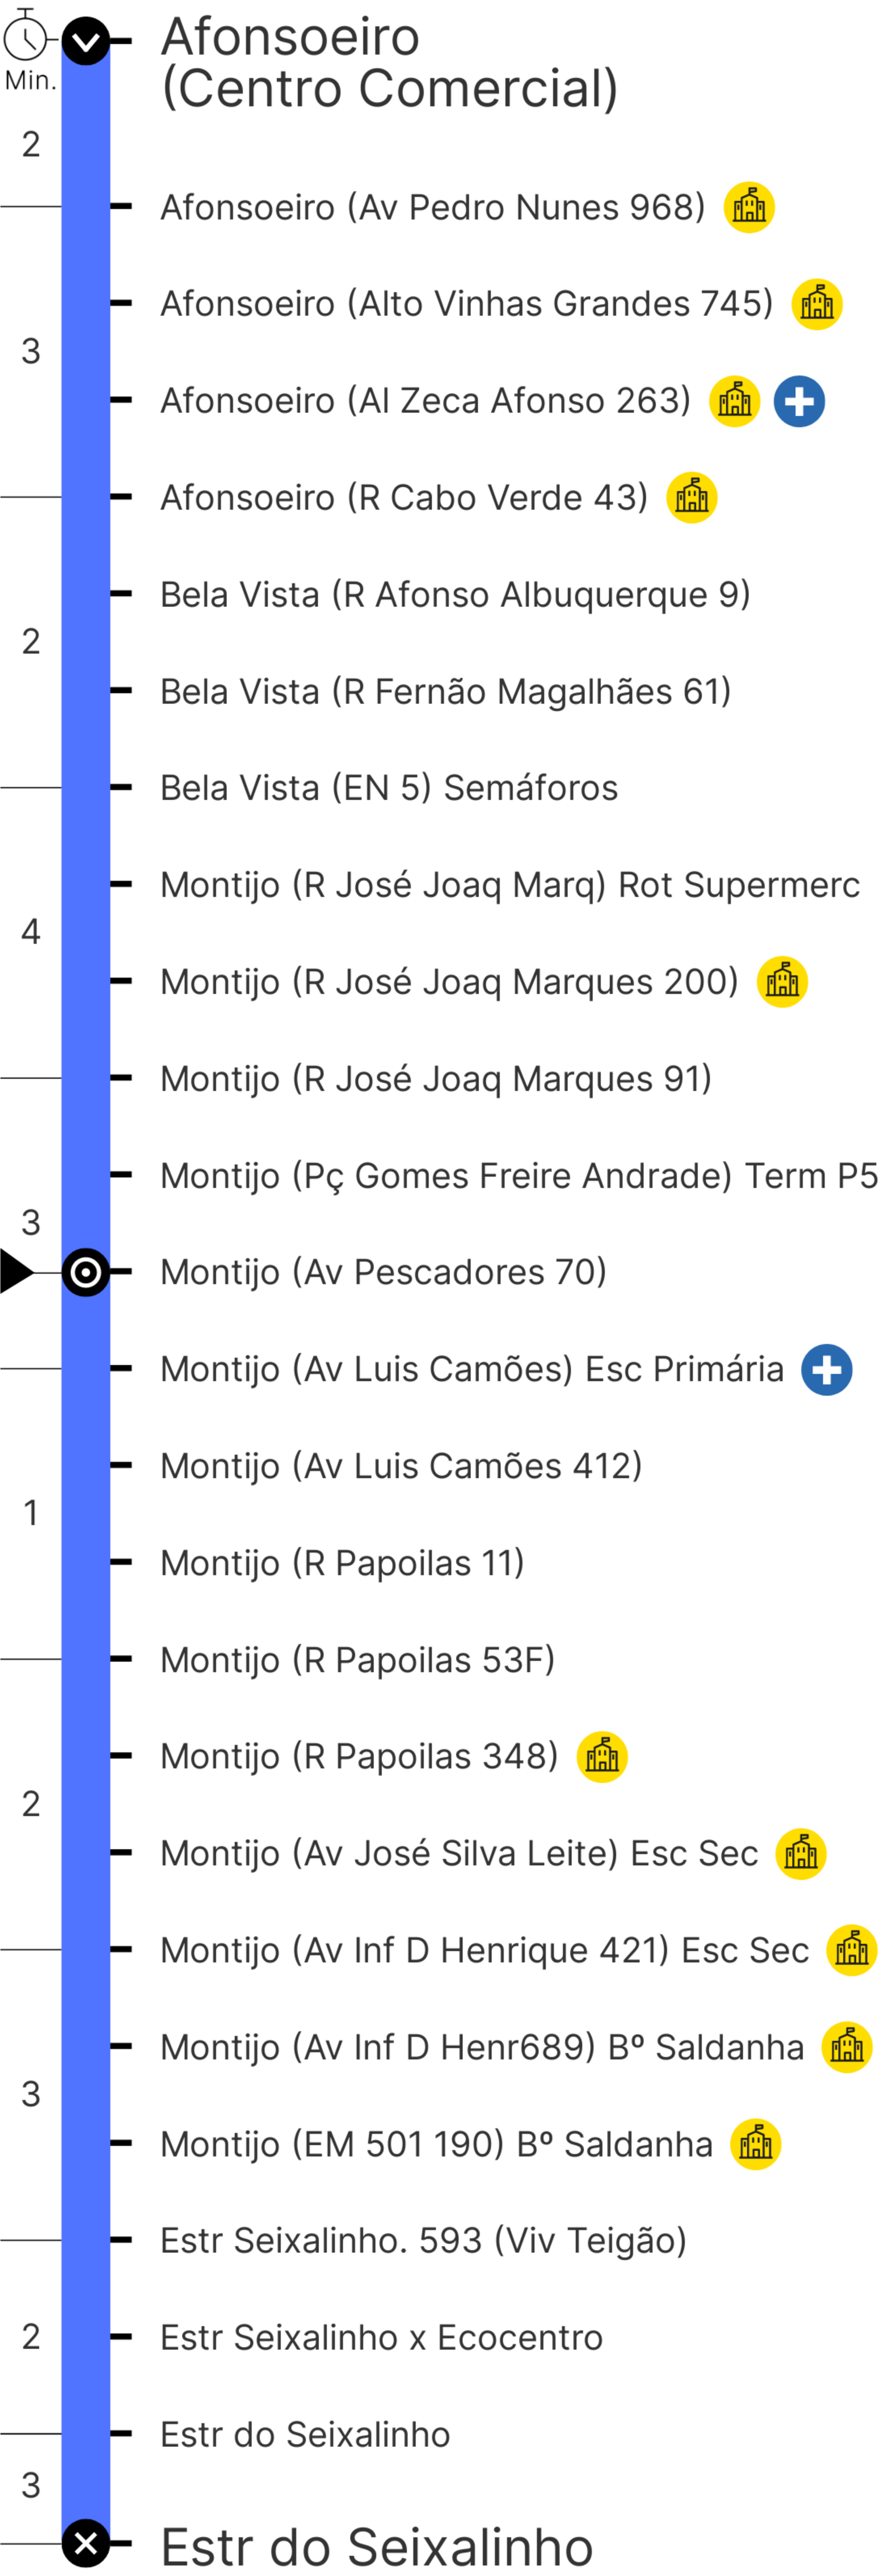 Afonsoeiro
(Centro Comercial)
Min.
2
Afonsoeiro (Av Pedro Nunes 968)
Afonsoeiro (Alto Vinhas Grandes 745)
3
Afonsoeiro (Al Zeca Afonso 263)
Afonsoeiro (R Cabo Verde 43)
Bela Vista (R Afonso Albuquerque 9)
2
Bela Vista (R Fernão Magalhães 61)
Bela Vista (EN 5) Semáforos
Montijo (R José Joaq Marq) Rot Supermerc
4
Montijo (R José Joaq Marques 200)
Montijo (R José Joaq Marques 91)
Montijo (Pç Gomes Freire Andrade) Term P5
3
Montijo (Av Pescadores 70)
Montijo (Av Luis Camões) Esc Primária
Montijo (Av Luis Camões 412)
1
Montijo (R Papoilas 11)
Montijo (R Papoilas 53F)
Montijo (R Papoilas 348)
2
Montijo (Av José Silva Leite) Esc Sec
Montijo (Av Inf D Henrique 421) Esc Sec
Montijo (Av Inf D Henr689) Bº Saldanha
3
Montijo (EM 501 190) Bº Saldanha
Estr Seixalinho. 593 (Viv Teigão)
2
Estr Seixalinho x Ecocentro
Estr do Seixalinho
3
Estr do Seixalinho